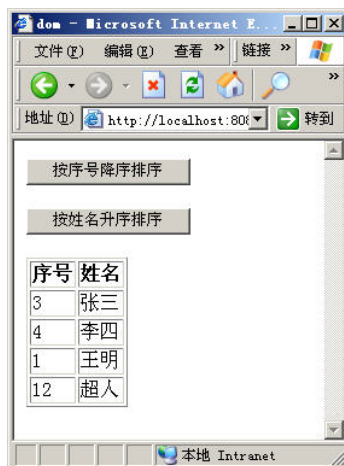 dom - Microsoft Internet E...
文件(F) 编辑(E) 查看 » 链接 »
»
地址(D) http://localhost:808 转到
按序号降序排序
按姓名升序排序
序号 姓名
3 张三
4 李四
1 王明
12 超人
本地 Intranet